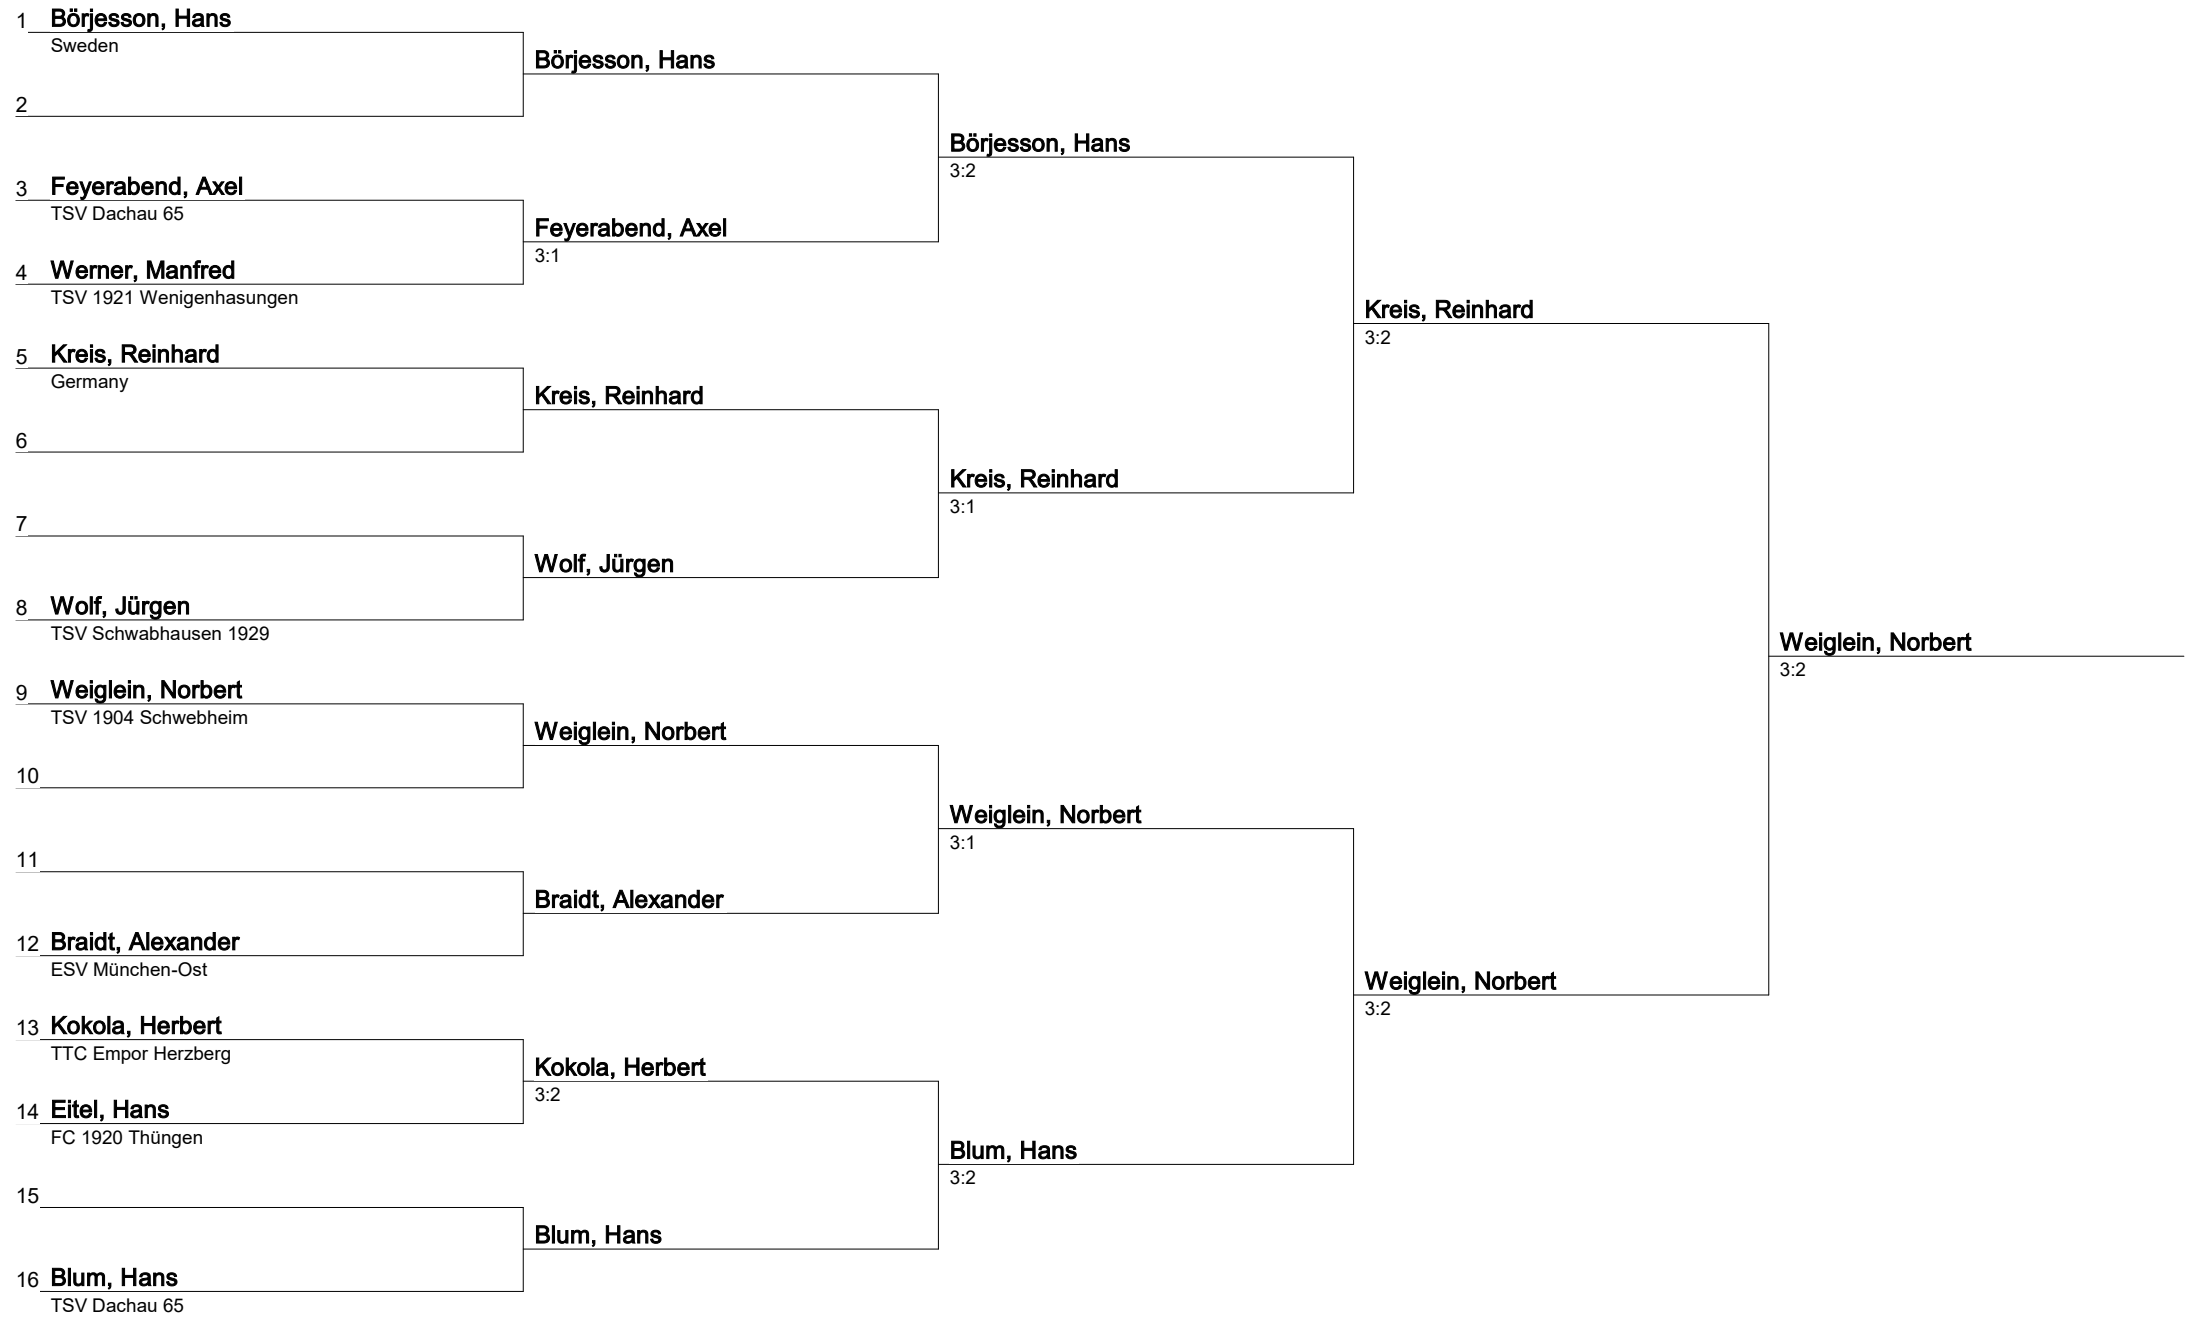 1 Börjesson, Hans
Sweden
Börjesson, Hans
2
Börjesson, Hans
3:2
3 Feyerabend, Axel
TSV Dachau 65
Feyerabend, Axel
3:1
4 Werner, Manfred
TSV 1921 Wenigenhasungen
Kreis, Reinhard
3:2
5 Kreis, Reinhard
Germany
Kreis, Reinhard
6
Kreis, Reinhard
3:1
7
Wolf, Jürgen
8 Wolf, Jürgen
TSV Schwabhausen 1929
Weiglein, Norbert
3:2
9 Weiglein, Norbert
TSV 1904 Schwebheim
Weiglein, Norbert
10
Weiglein, Norbert
3:1
11
Braidt, Alexander
12 Braidt, Alexander
ESV München-Ost
Weiglein, Norbert
3:2
13 Kokola, Herbert
TTC Empor Herzberg
Kokola, Herbert
3:2
14 Eitel, Hans
FC 1920 Thüngen
Blum, Hans
3:2
15
Blum, Hans
16 Blum, Hans
TSV Dachau 65